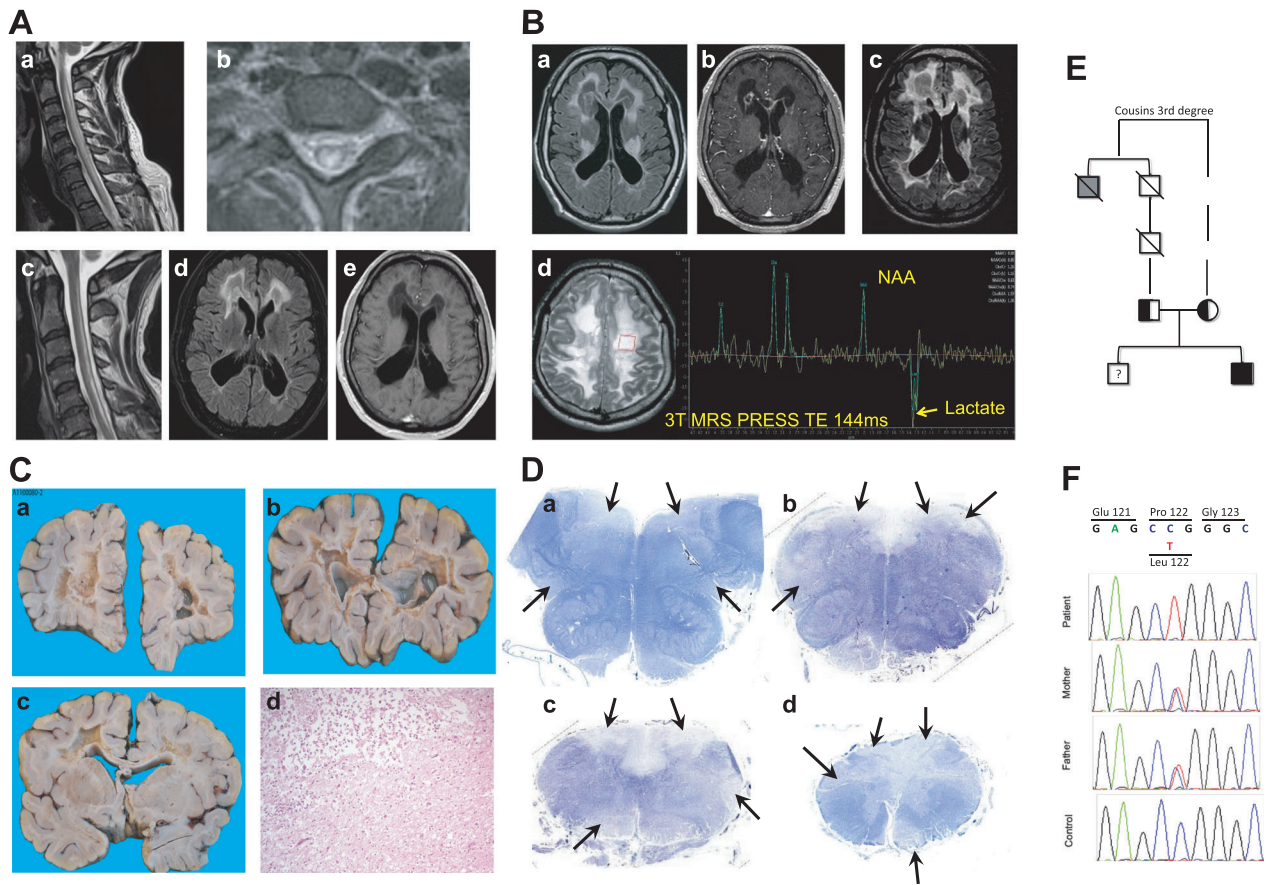 A
a
b
c
d
e
B
a
b
c
d
NAA
Lactate
3T MRS PRESS TE 144ms
C
a
b
c
d
D
a
b
c
d
E
Cousins 3rd degree
?
F
Glu 121 Pro 122 Gly 123
G A G C C G G G C
T
Leu 122
Patient
Mother
Father
Control